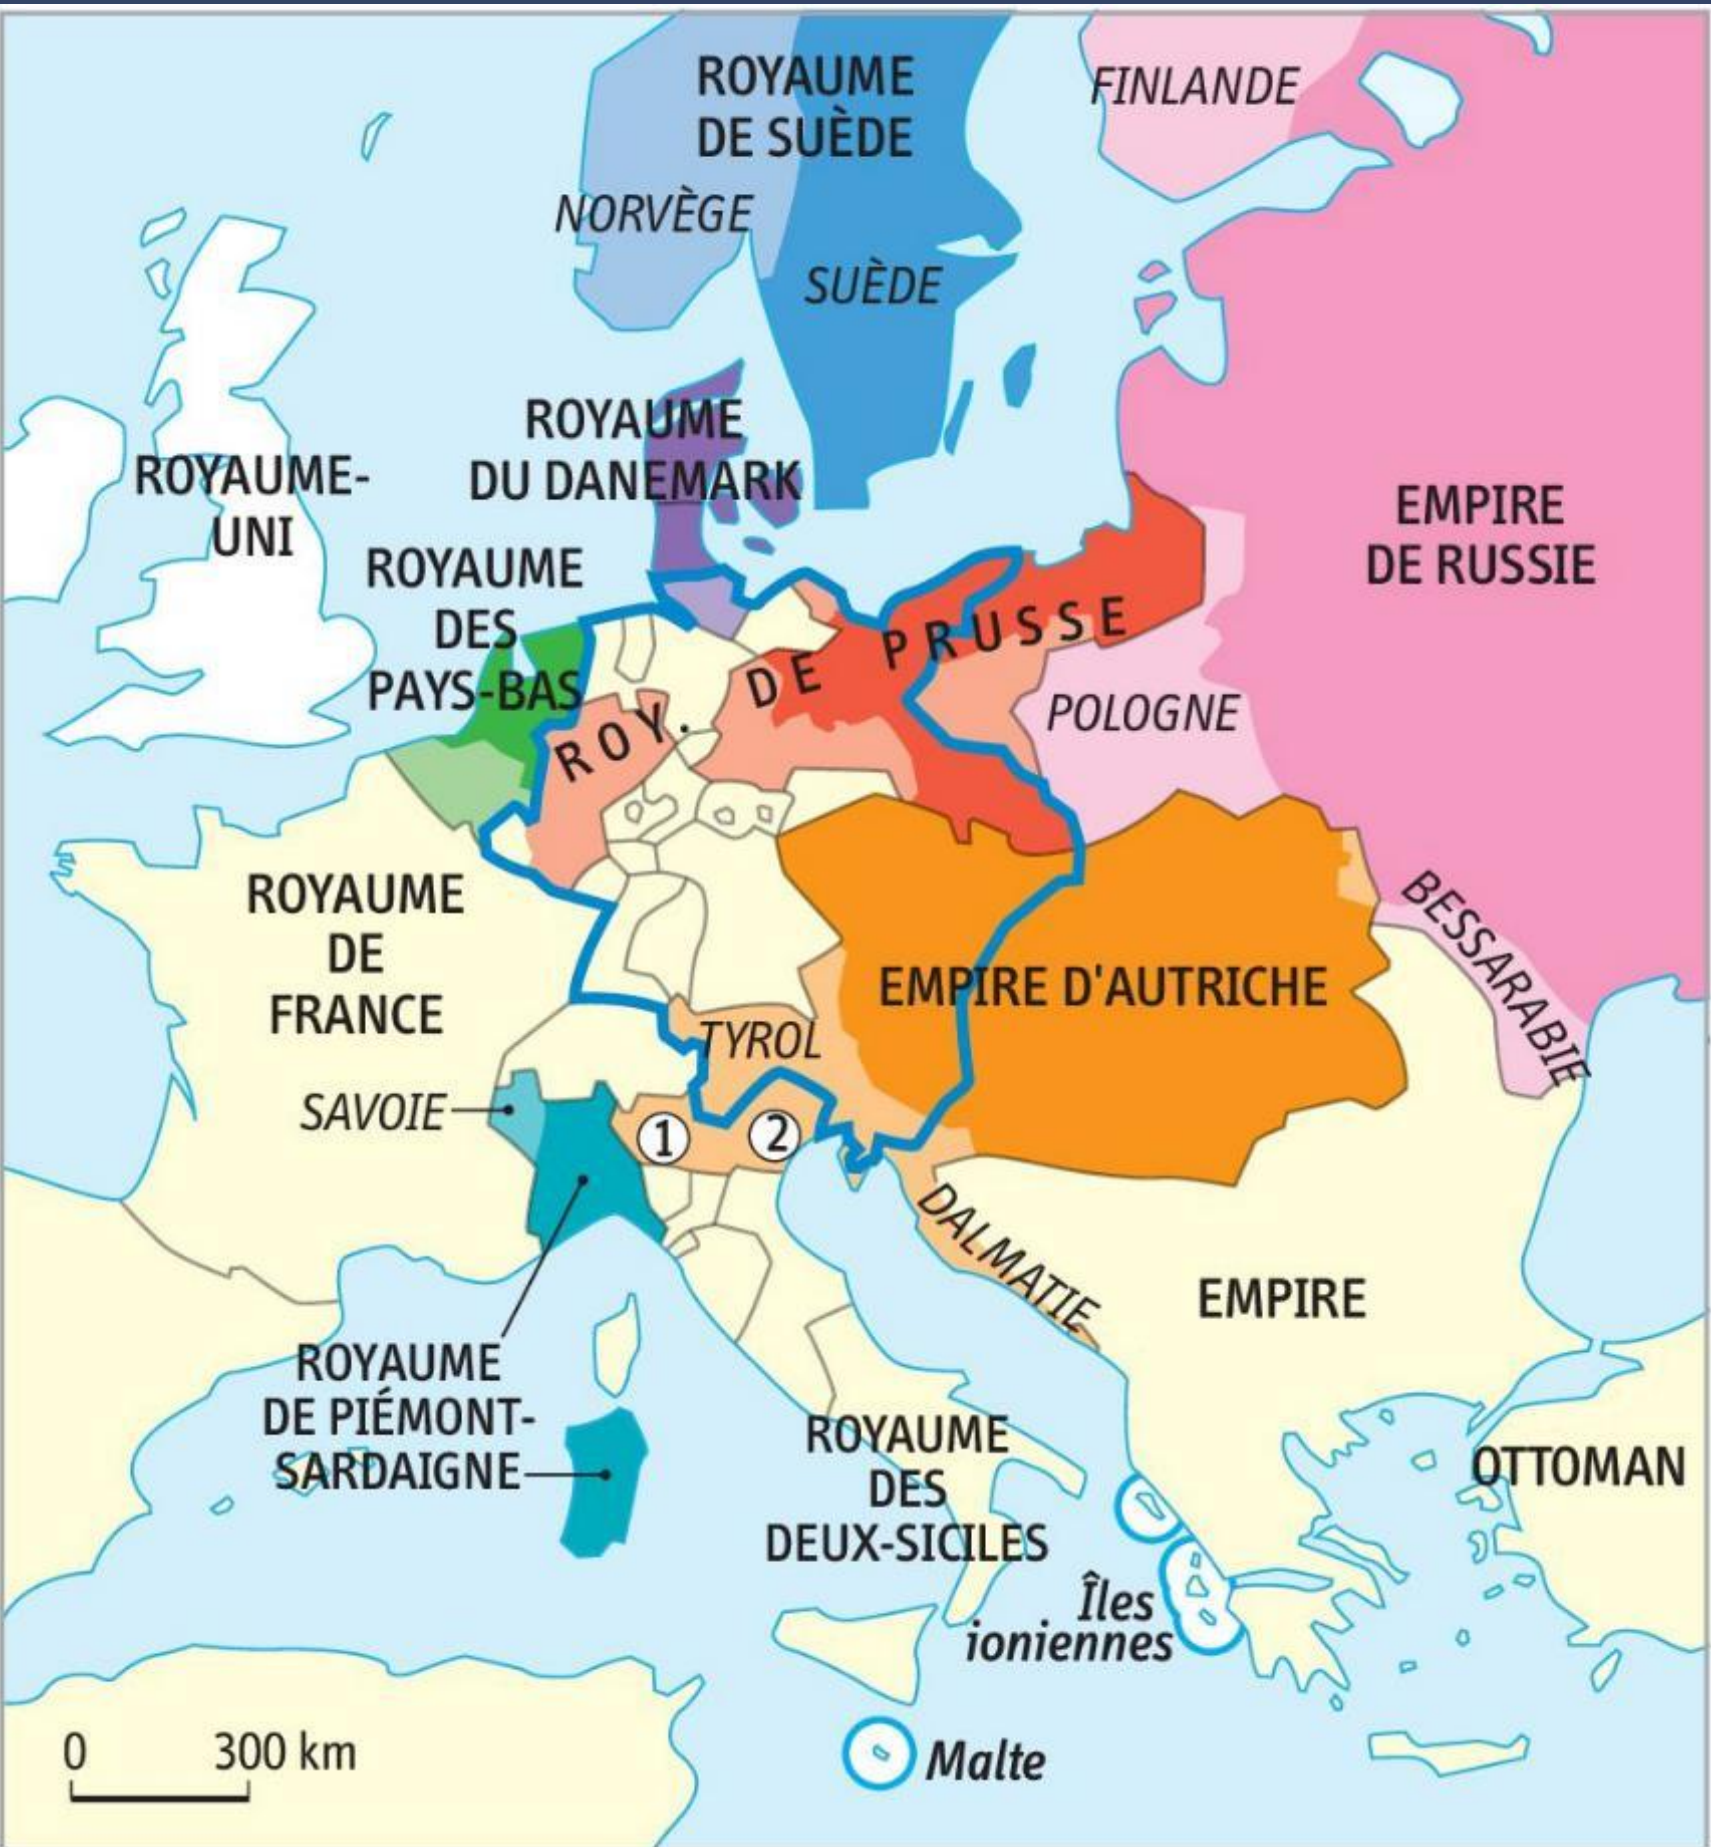 ROYAUME
DE SUÈDE
FINLANDE
NORVÈGE
SUÈDE
ROYAUME
DU DANEMARK
ROYAUME-
UNI
EMPIRE
DE RUSSIE
ROYAUME
DES
PAYS-BAS
ROY. DE PRUSSE
POLOGNE
ROYAUME
DE
FRANCE
BESSARABIE
EMPIRE D'AUTRICHE
TYROL
SAVOIE
1
2
DALMATIE
EMPIRE
OTTOMAN
ROYAUME
DE PIÉMONT-
SARDAIGNE
ROYAUME
DES
DEUX-SICILES
Îles
ioniennes
Malte
0 300 km